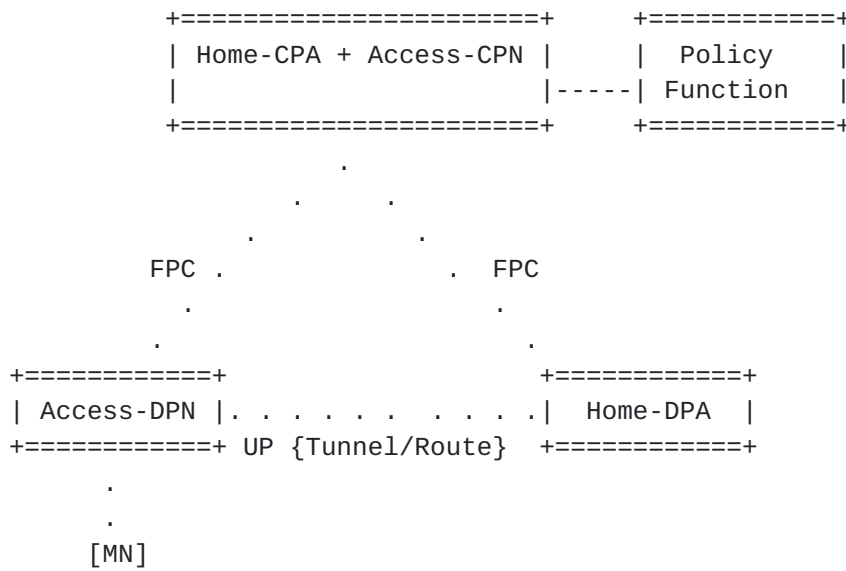 Home-CPA + Access-CPN Policy
Function
FPC FPC
Access-DPN Home-DPA
UP {Tunnel/Route}
[MN]